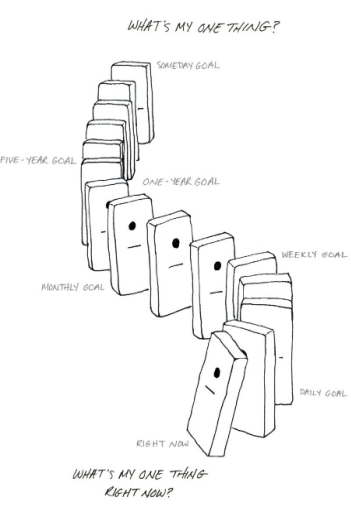 WHAT'S MY ONE THING?
SOMEDAY GOAL
FIVE-YEAR GOAL
ONE-YEAR GOAL
WEEKLY GOAL
MONTHLY GOAL
DAILY GOAL
RIGHT NOW
WHAT'S MY ONE THING
RIGHT NOW?